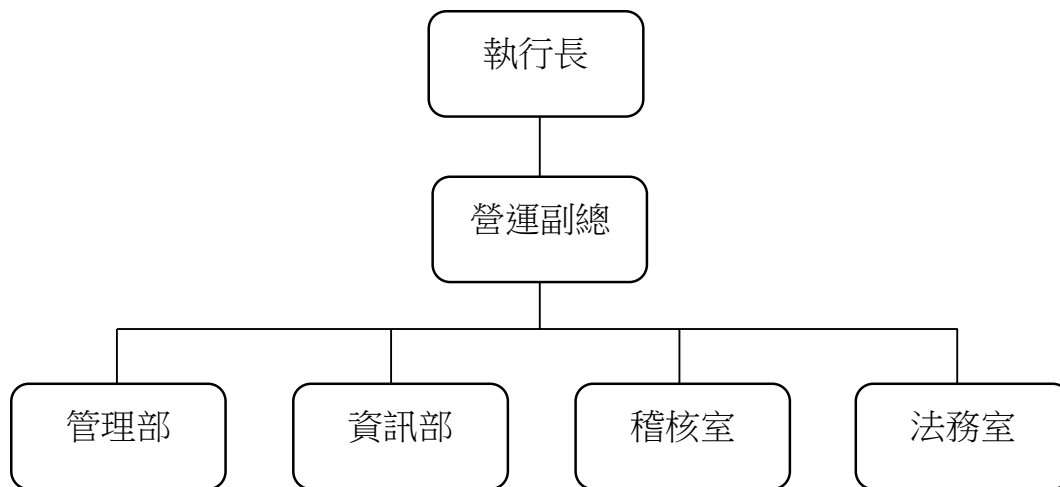 執行長
營運副總
管理部
資訊部
稽核室
法務室